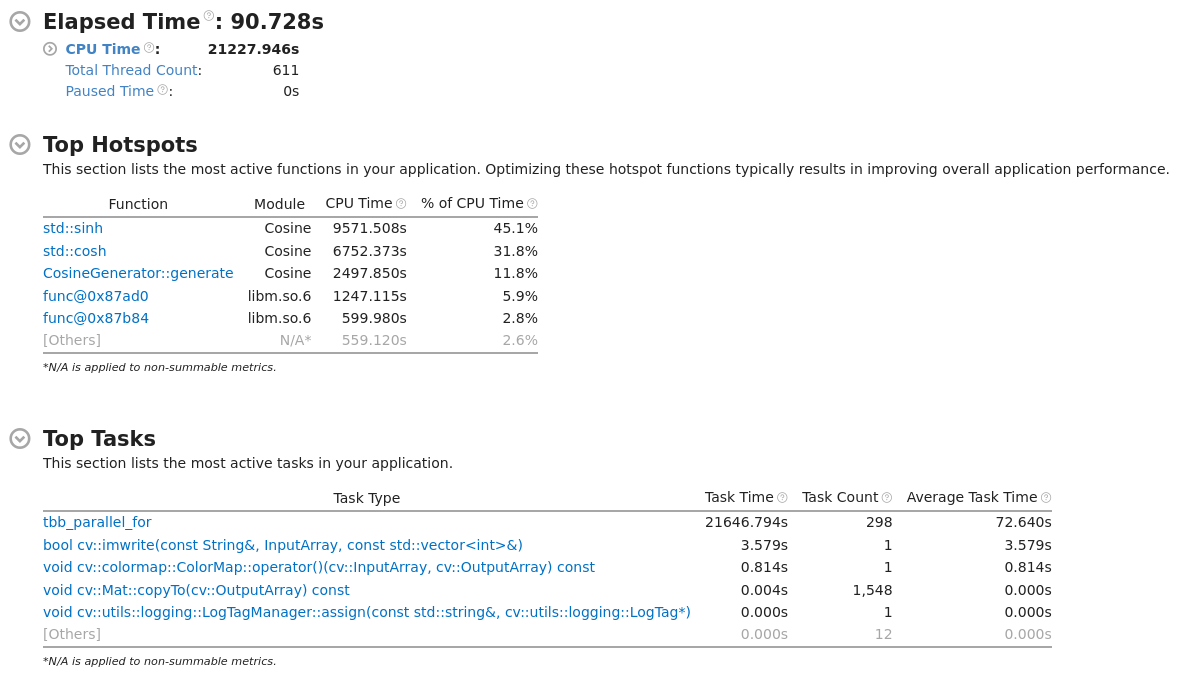 Elapsed Time : 90.728s
CPU Time : 21227.946s
Total Thread Count: 611
Paused Time : 0s
Top Hotspots
This section lists the most active functions in your application. Optimizing these hotspot functions typically results in improving overall application performance.
Function Module CPU Time % of CPU Time
std::sinh Cosine 9571.508s 45.1%
std::cosh Cosine 6752.373s 31.8%
CosineGenerator::generate Cosine 2497.850s 11.8%
func@0x87ad0 libm.so.6 1247.115s 5.9%
func@0x87b84 libm.so.6 599.980s 2.8%
[Others] N/A* 559.120s 2.6%
*N/A is applied to non-summable metrics.
Top Tasks
This section lists the most active tasks in your application.
Task Type Task Time Task Count Average Task Time
tbb_parallel_for 21646.794s 298 72.640s
bool cv::imwrite(const String&, InputArray, const std::vector<int>&) 3.579s 1 3.579s
void cv::colormap::ColorMap::operator()(cv::InputArray, cv::OutputArray) const 0.814s 1 0.814s
void cv::Mat::copyTo(cv::OutputArray) const 0.004s 1,548 0.000s
void cv::utils::logging::LogTagManager::assign(const std::string&, cv::utils::logging::LogTag*) 0.000s 1 0.000s
[Others] 0.000s 12 0.000s
*N/A is applied to non-summable metrics.